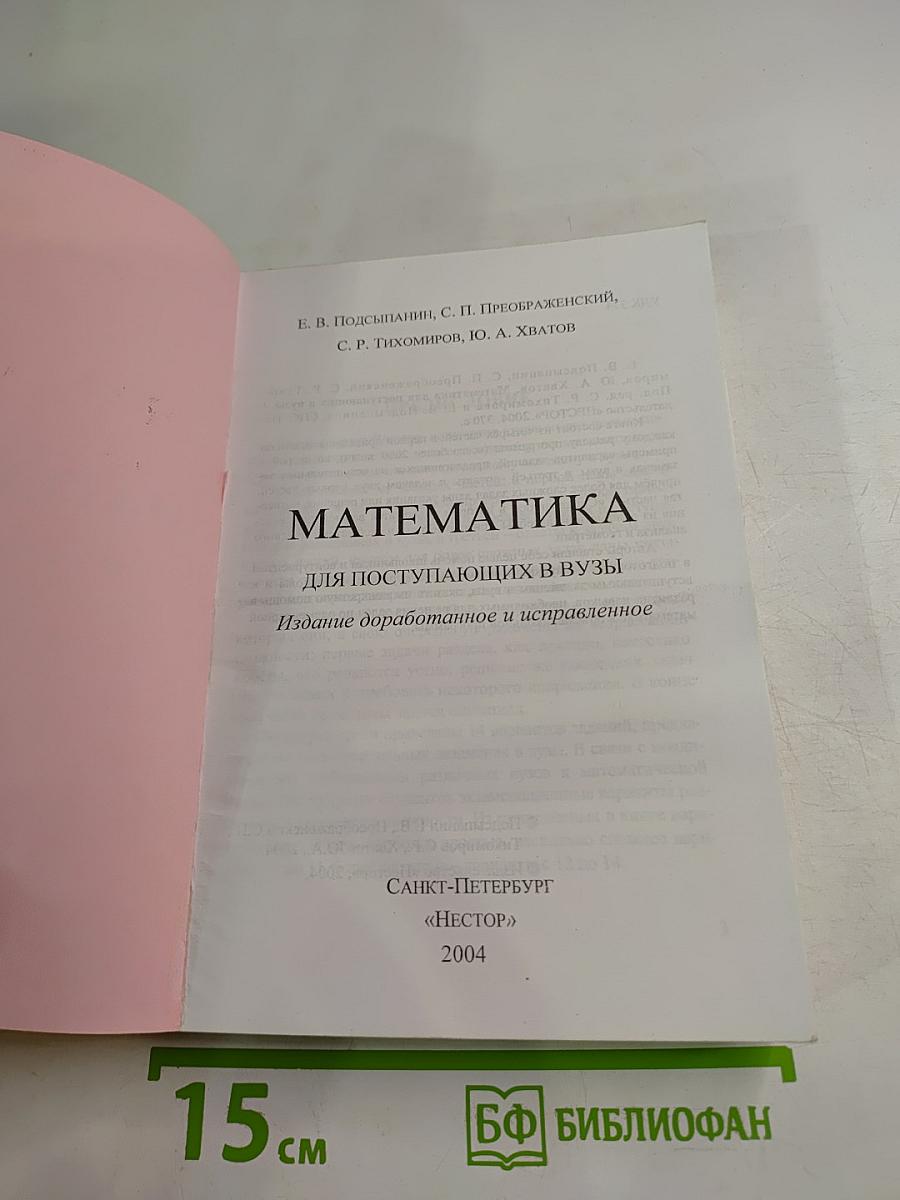 Е. В. Подсыпанин, С. П. Преображенский,
С. Р. Тихомиров, Ю. А. Хватов
МАТЕМАТИКА
ДЛЯ ПОСТУПАЮЩИХ В ВУЗЫ
Издание доработанное и исправленное
Санкт-Петербург
«Нестор»
2004
15 см
БФ БИБЛИОФАН